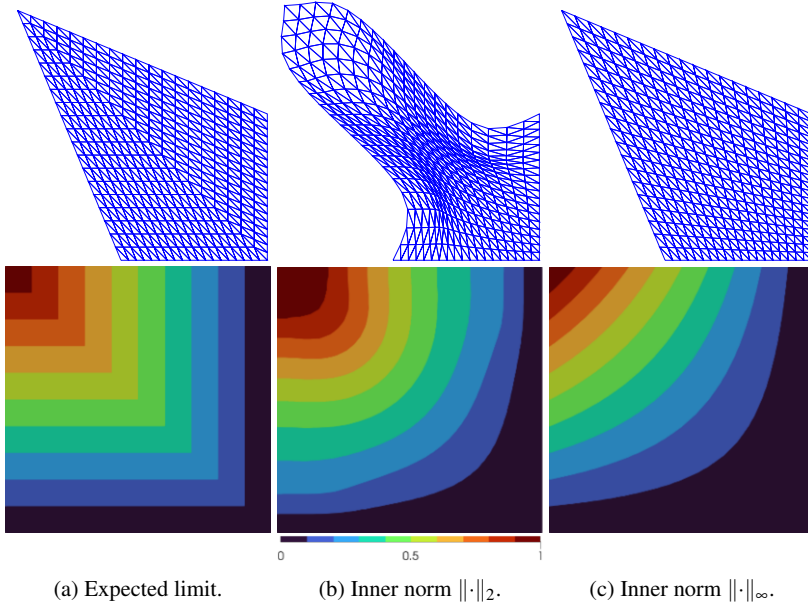 0 0.5 1
(a) Expected limit. (b) Inner norm ‖·‖₂. (c) Inner norm ‖·‖∞.